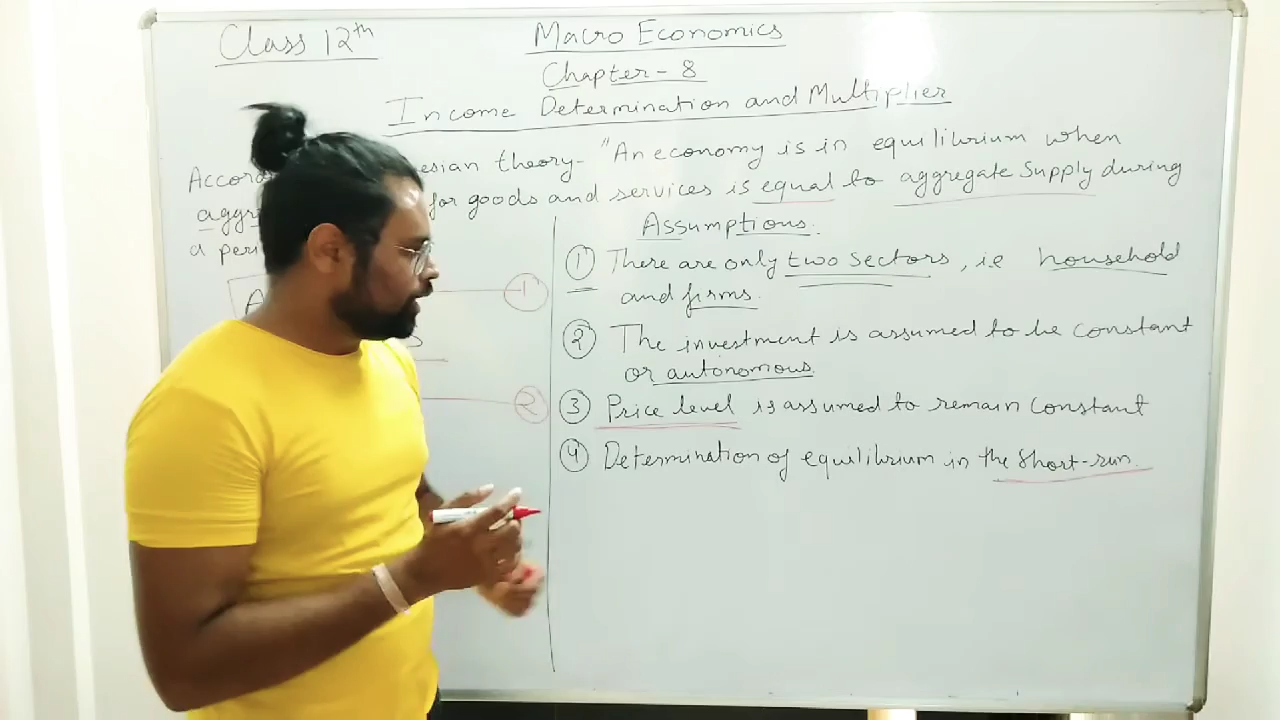 Class 12th
Macro Economics
Chapter - 8
Income Determination and Multiplier
Accor esian theory - "An economy is in equilibrium when
aggr for goods and services is equal to aggregate Supply during
a peri
Assumptions.
① There are only two sectors, i.e household
and firms.
② The investment is assumed to be constant
or autonomous.
③ Price level is assumed to remain constant
④ Determination of equilibrium in the Short-run.
A ①
S
②